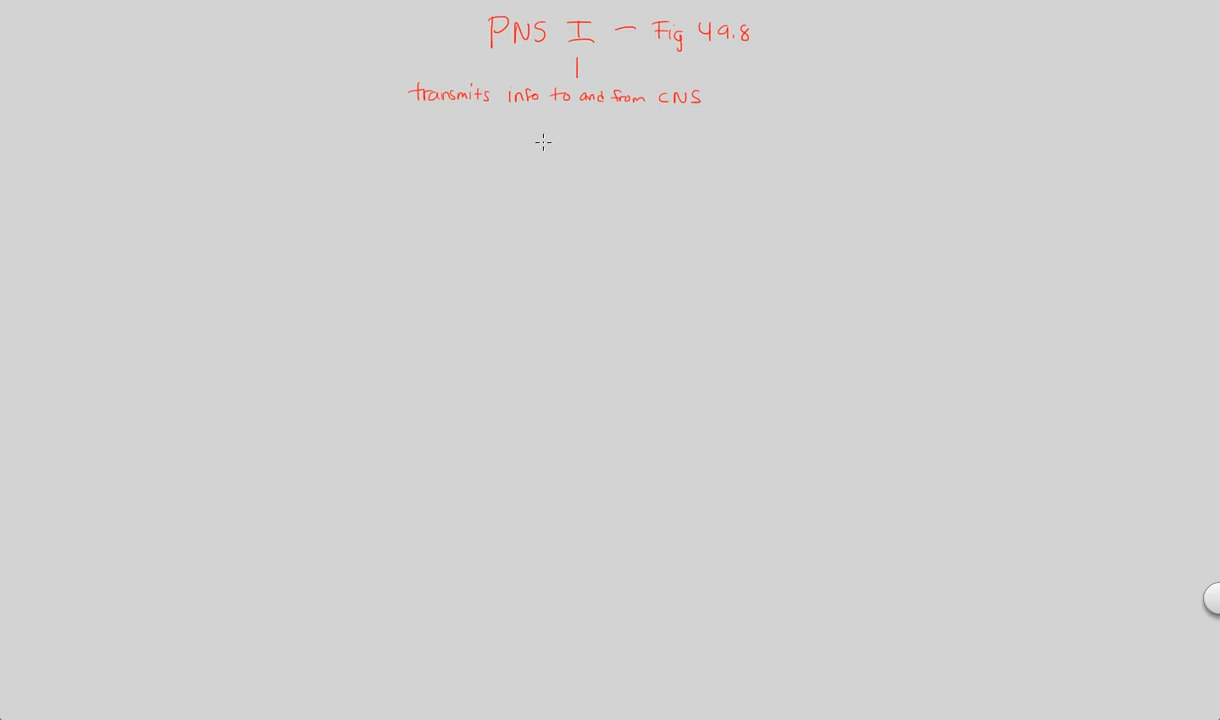 PNS I – Fig 49.8
transmits info to and from CNS